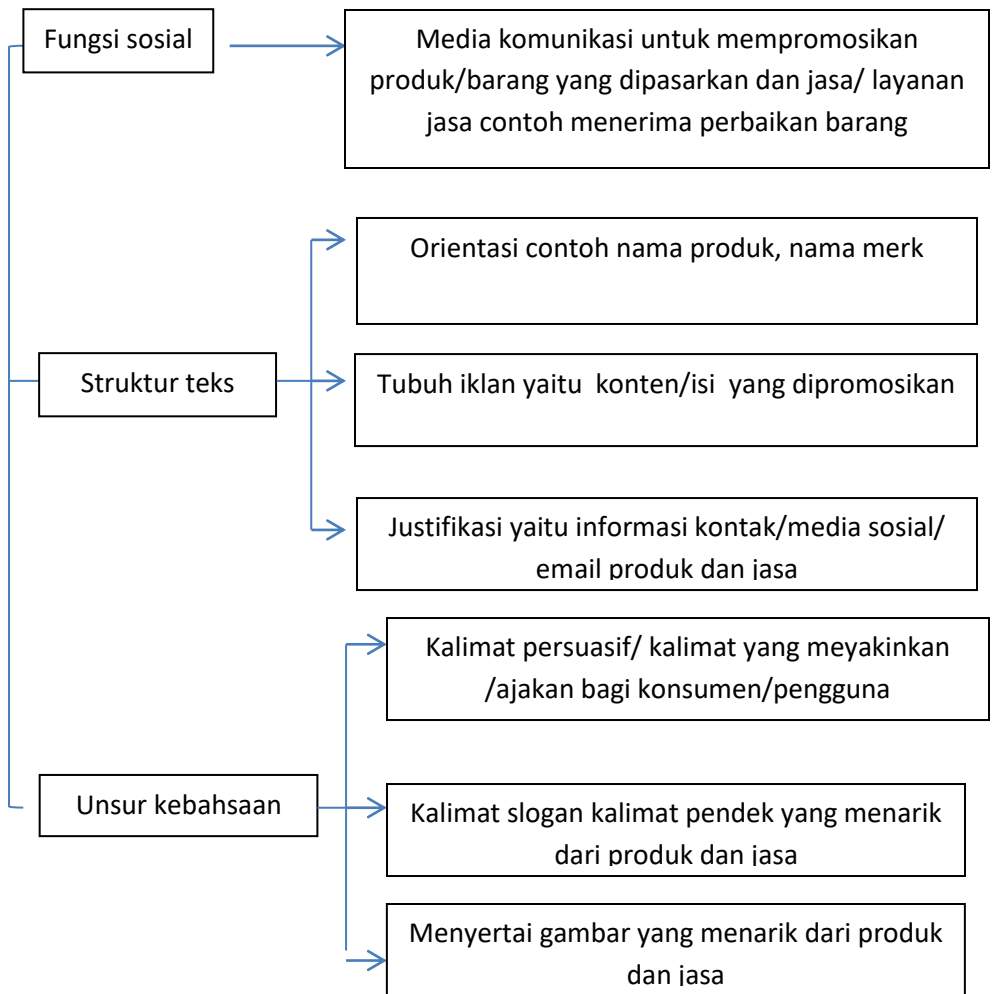 Fungsi sosial
Media komunikasi untuk mempromosikan
produk/barang yang dipasarkan dan jasa/ layanan
jasa contoh menerima perbaikan barang
Orientasi contoh nama produk, nama merk
Struktur teks
Tubuh iklan yaitu konten/isi yang dipromosikan
Justifikasi yaitu informasi kontak/media sosial/
email produk dan jasa
Kalimat persuasif/ kalimat yang meyakinkan
/ajakan bagi konsumen/pengguna
Unsur kebahsaan
Kalimat slogan kalimat pendek yang menarik
dari produk dan jasa
Menyertai gambar yang menarik dari produk
dan jasa